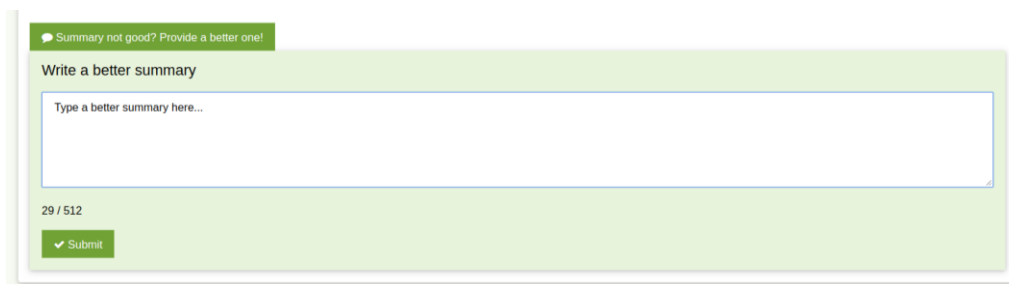 Summary not good? Provide a better one!
Write a better summary
Type a better summary here...
29 / 512
Submit